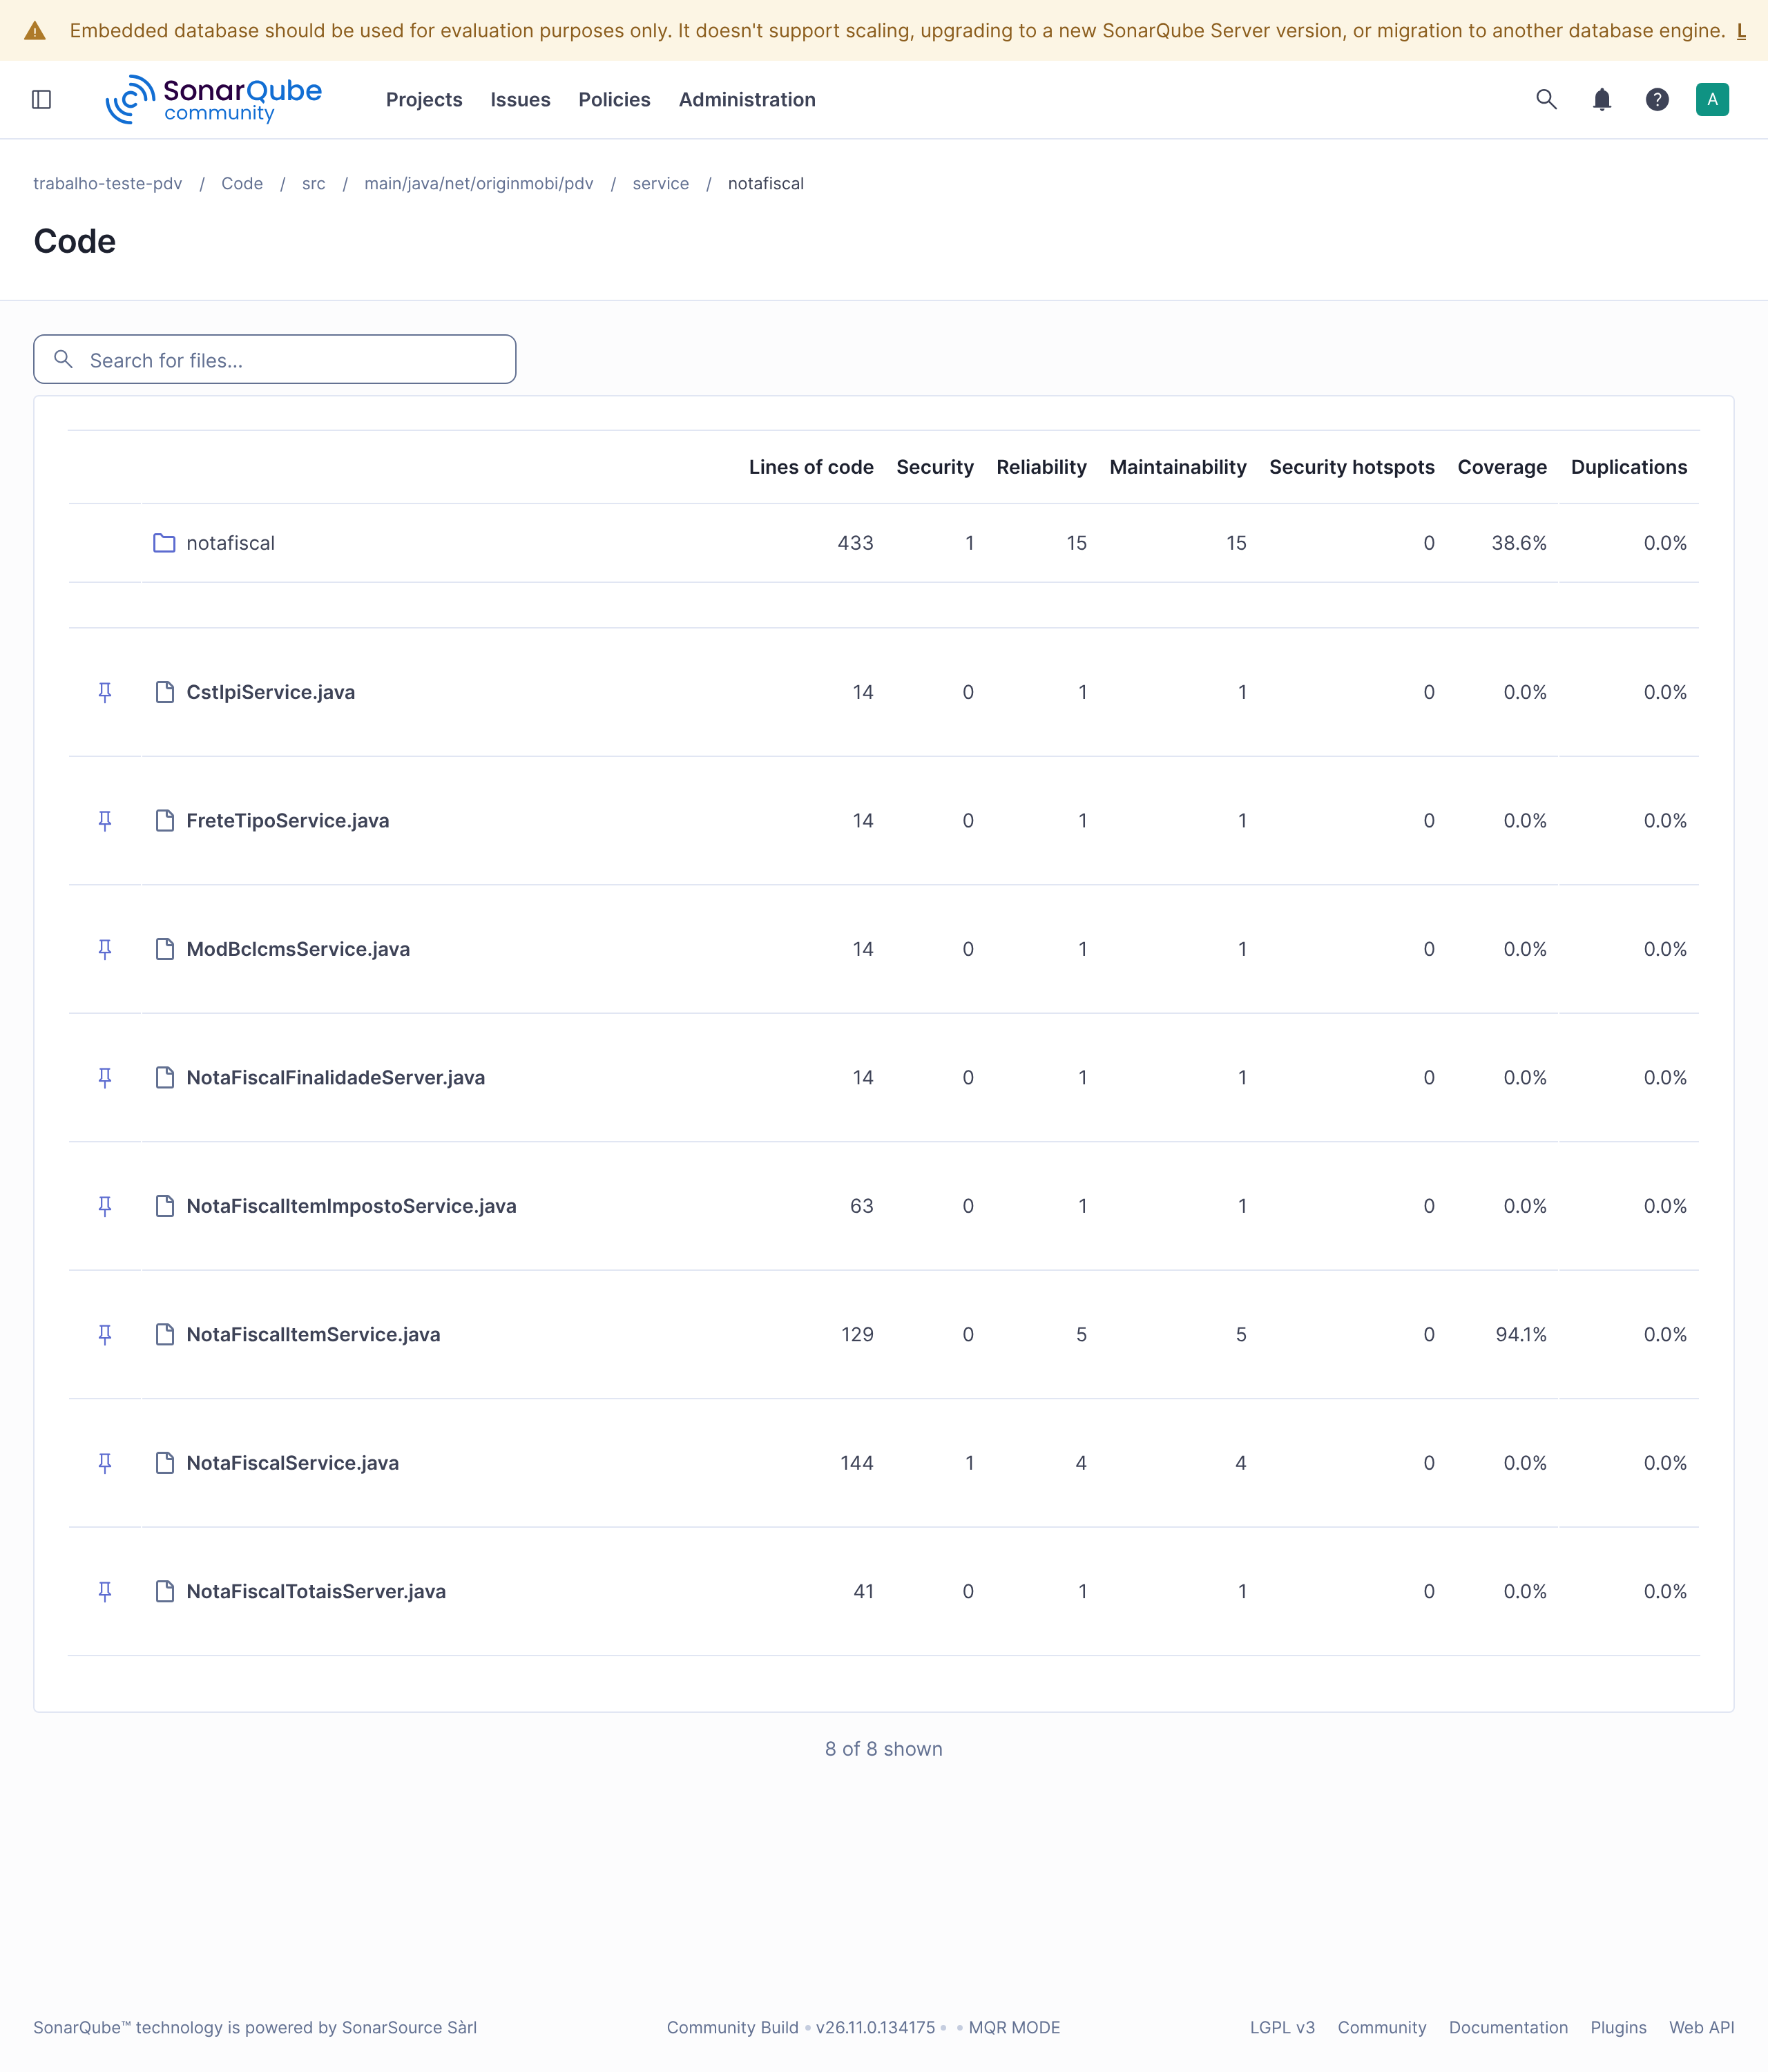 Embedded database should be used for evaluation purposes only. It doesn't support scaling, upgrading to a new SonarQube Server version, or migration to another database engine. L
SonarQube community Projects Issues Policies Administration ? A
trabalho-teste-pdv / Code / src / main/java/net/originmobi/pdv / service / notafiscal
Code
Search for files...
Lines of code Security Reliability Maintainability Security hotspots Coverage Duplications
notafiscal 433 1 15 15 0 38.6% 0.0%
CstIpiService.java 14 0 1 1 0 0.0% 0.0%
FreteTipoService.java 14 0 1 1 0 0.0% 0.0%
ModBcIcmsService.java 14 0 1 1 0 0.0% 0.0%
NotaFiscalFinalidadeServer.java 14 0 1 1 0 0.0% 0.0%
NotaFiscalItemImpostoService.java 63 0 1 1 0 0.0% 0.0%
NotaFiscalItemService.java 129 0 5 5 0 94.1% 0.0%
NotaFiscalService.java 144 1 4 4 0 0.0% 0.0%
NotaFiscalTotaisServer.java 41 0 1 1 0 0.0% 0.0%
8 of 8 shown
SonarQube™ technology is powered by SonarSource Sàrl Community Build • v26.11.0.134175 • • MQR MODE LGPL v3 Community Documentation Plugins Web API